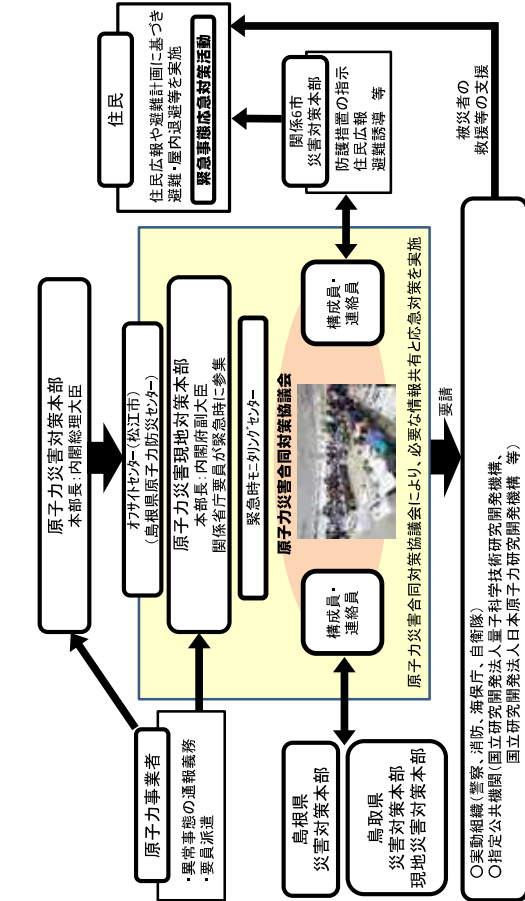 原子力災害対策本部
本部長：内閣総理大臣
オフサイトセンター（松江市）
（島根県原子力防災センター）
原子力災害現地対策本部
本部長：内閣府副大臣
関係省庁要員が緊急時に参集
緊急時モニタリングセンター
原子力災害合同対策協議会
原子力事業者
・異常事態の通報義務
・要員派遣
島根県
災害対策本部
鳥取県
災害対策本部
現地災害対策本部
構成員・
連絡員
構成員・
連絡員
関係6市
災害対策本部
防護措置の指示
住民広報
避難誘導　等
住民
住民広報や避難計画に基づき
避難・屋内退避等を実施
緊急事態応急対策活動
原子力災害合同対策協議会により、必要な情報共有と応急対策を実施
要請
被災者の
救援等の支援
○実動組織（警察、消防、海保庁、自衛隊）
○指定公共機関（国立研究開発法人量子科学技術研究開発機構、
国立研究開発法人日本原子力研究開発機構　等）